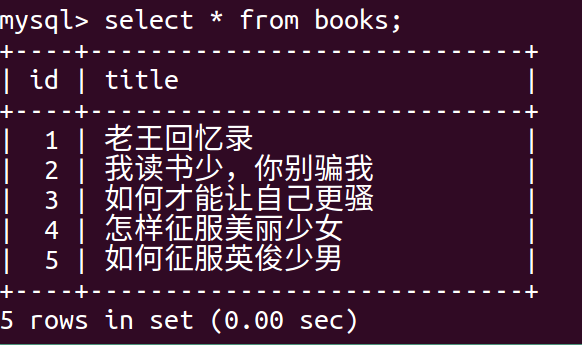 mysql> select * from books;
+----+------------------------------+
| id | title                        |
+----+------------------------------+
|  1 | 老王回忆录                   |
|  2 | 我读书少，你别骗我           |
|  3 | 如何才能让自己更骚           |
|  4 | 怎样征服美丽少女             |
|  5 | 如何征服英俊少男             |
+----+------------------------------+
5 rows in set (0.00 sec)